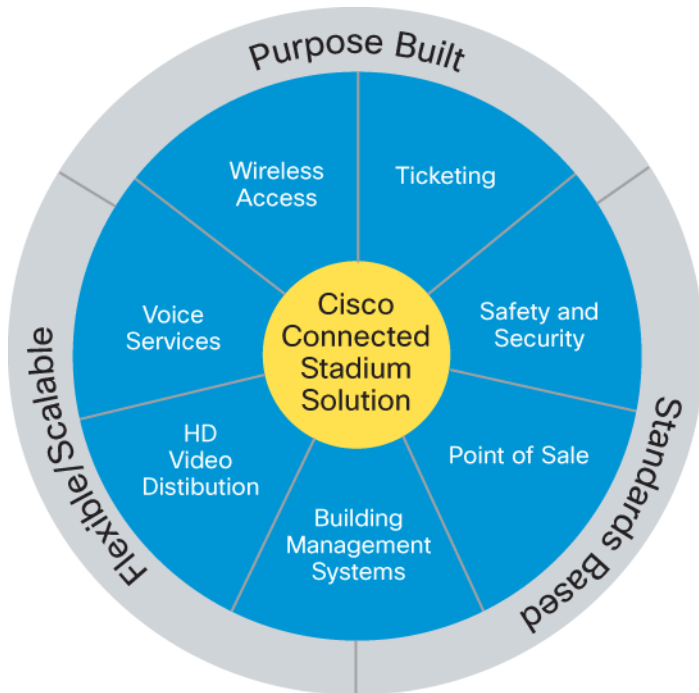 Purpose Built
Wireless
Access
Ticketing
Safety and
Security
Point of Sale
Building
Management
Systems
HD
Video
Distibution
Voice
Services
Cisco
Connected
Stadium
Solution
Flexible/Scalable
Standards Based